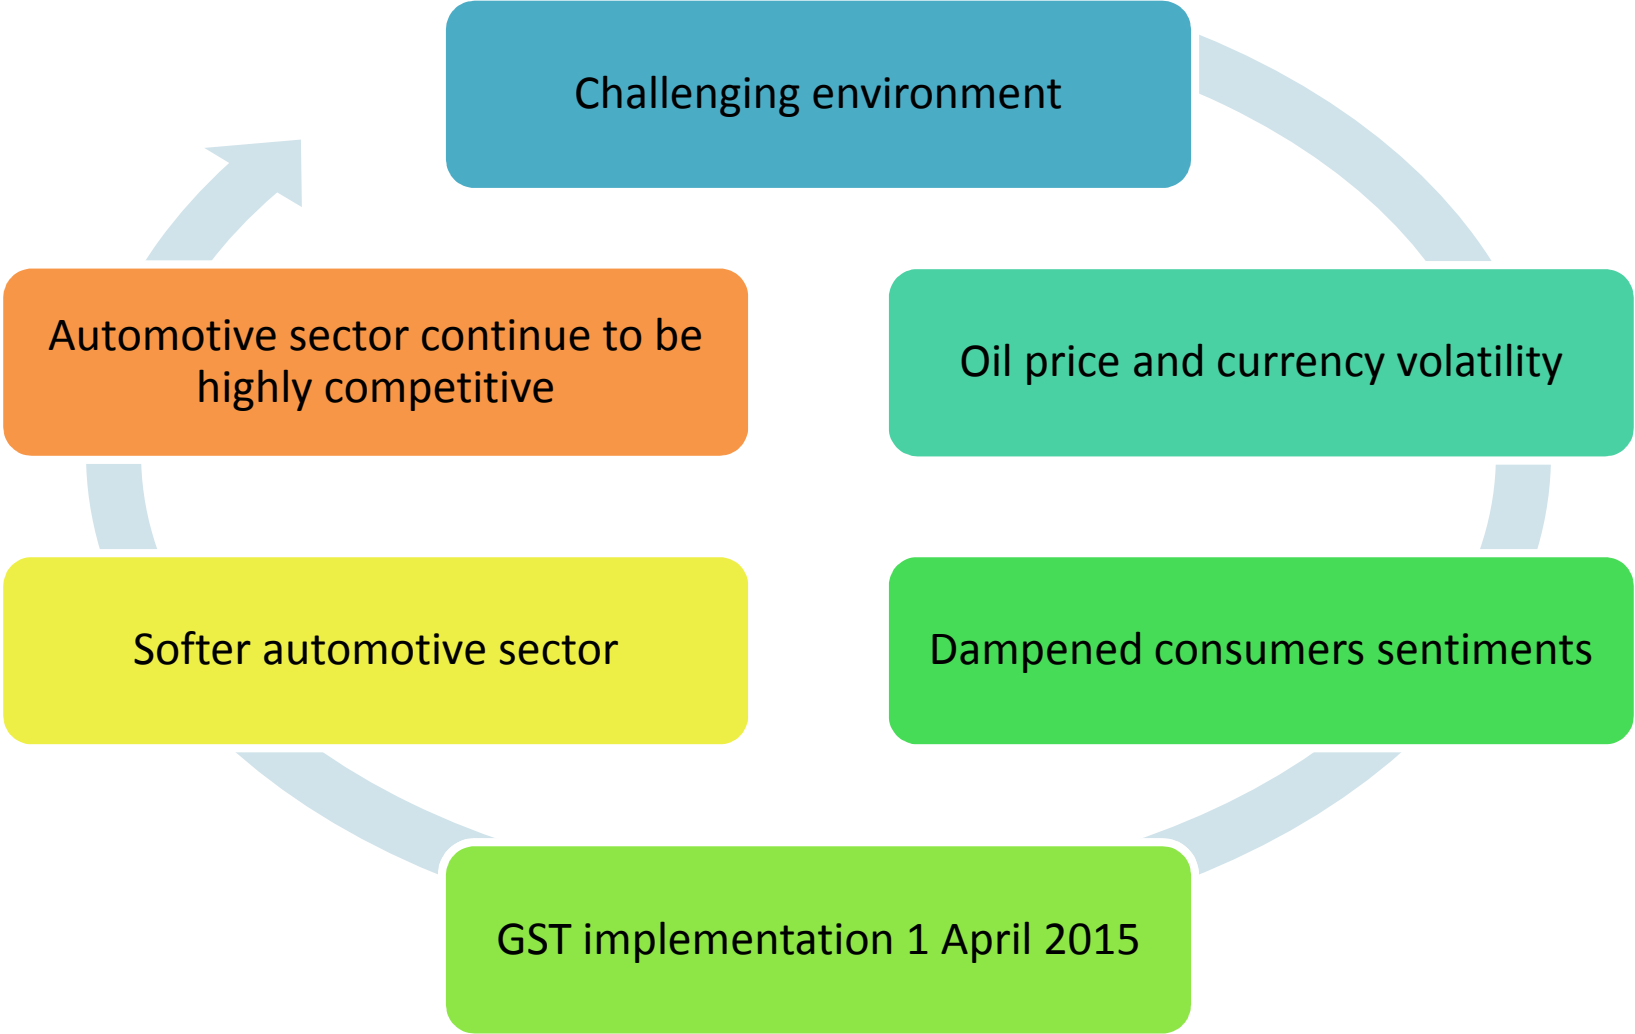 Challenging environment
Oil price and currency volatility
Dampened consumers sentiments
GST implementation 1 April 2015
Softer automotive sector
Automotive sector continue to be
highly competitive